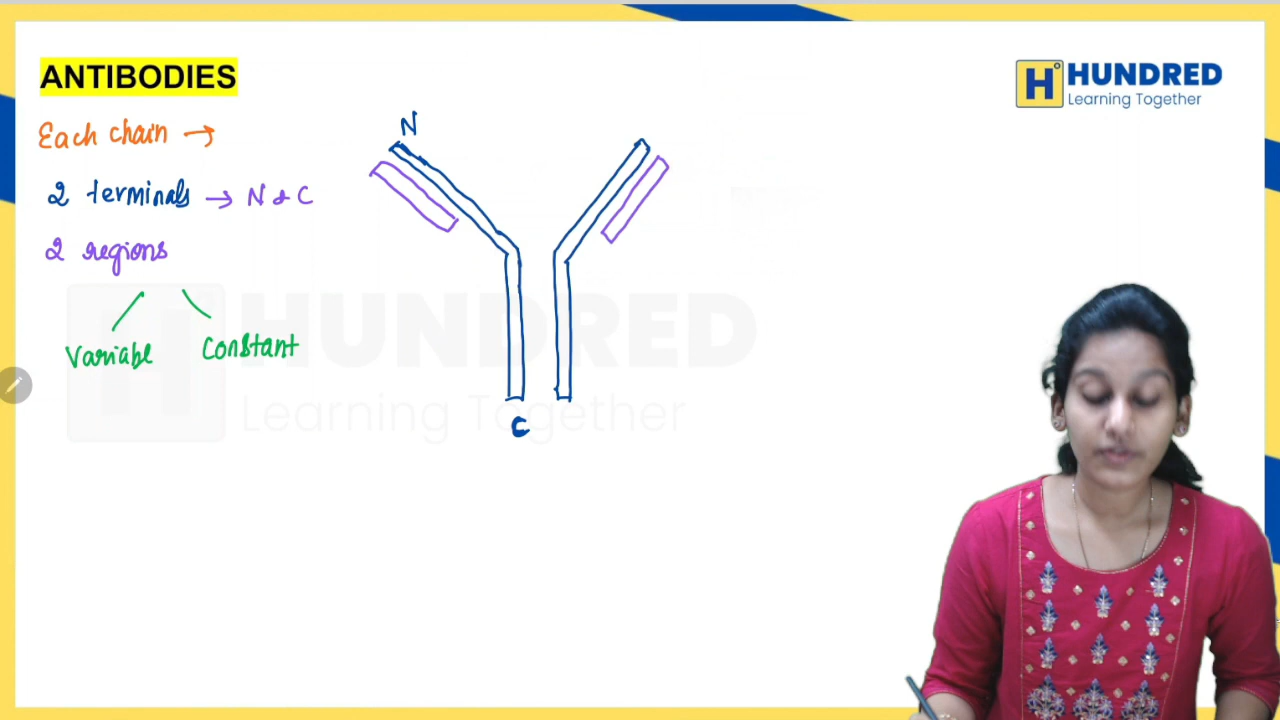 ANTIBODIES
H° HUNDRED
Learning Together
Each chain →
N
2 terminals → N & C
2 regions
Variable Constant
HUNDRED
Learning Together
C